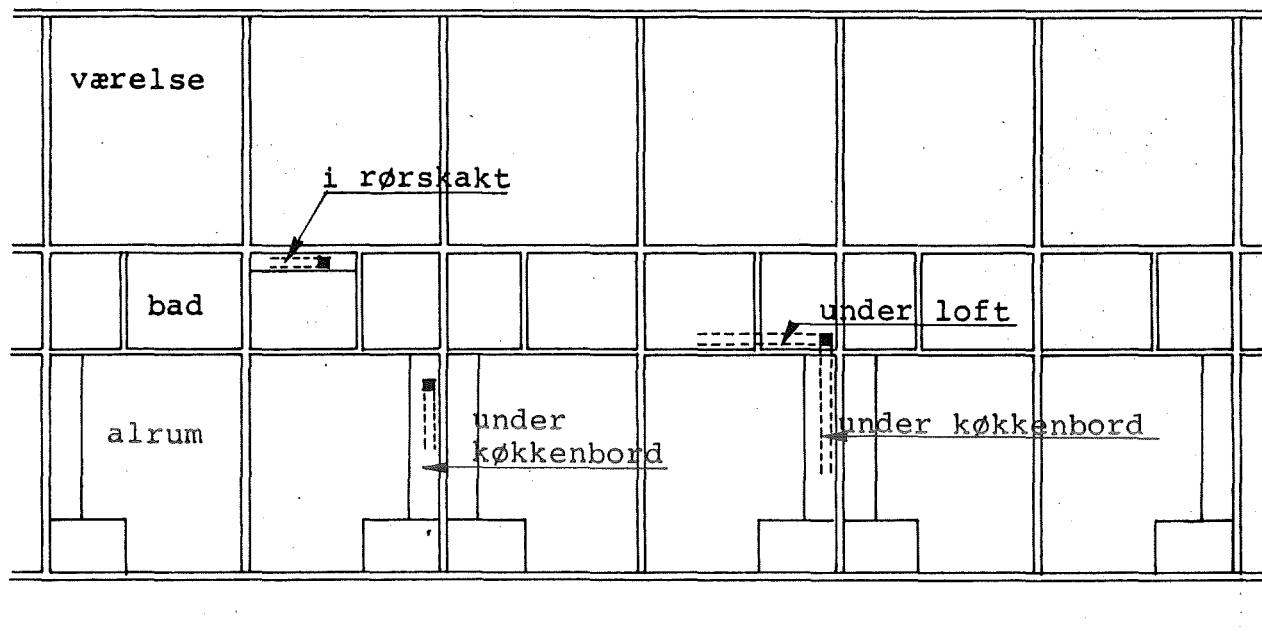 værelse
i rørskakt
bad
under loft
alrum
under
køkkenbord
under køkkenbord